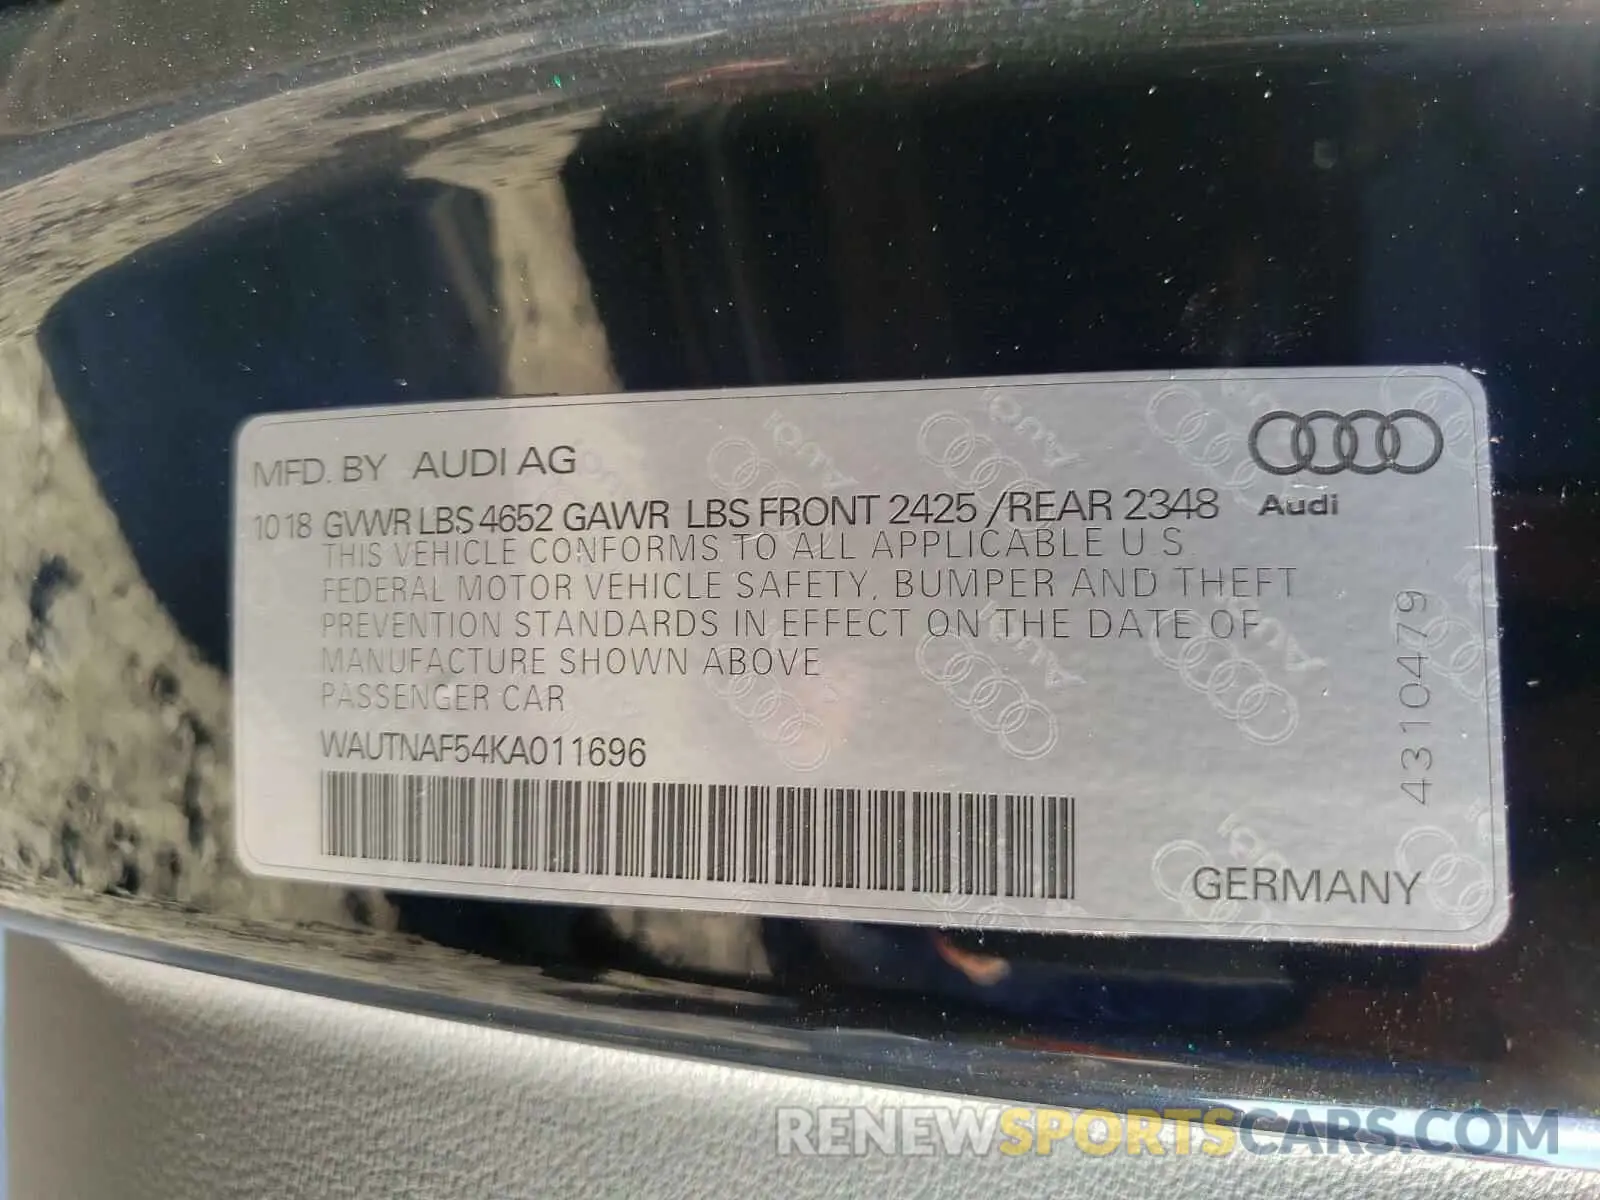 MFD. BY AUDI AG
1018 GVWR LBS 4652 GAWR LBS FRONT 2425 /REAR 2348
Audi
THIS VEHICLE CONFORMS TO ALL APPLICABLE U S
FEDERAL MOTOR VEHICLE SAFETY, BUMPER AND THEFT
PREVENTION STANDARDS IN EFFECT ON THE DATE OF
MANUFACTURE SHOWN ABOVE
PASSENGER CAR
WAUTNAF54KA011696
4310479
GERMANY
RENEWSPORTSCARS.COM